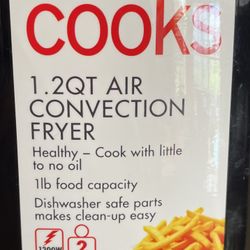 COOKS
1.2QT AIR
CONVECTION
FRYER
Healthy – Cook with little
to no oil
1lb food capacity
Dishwasher safe parts
makes clean-up easy
1200W
2